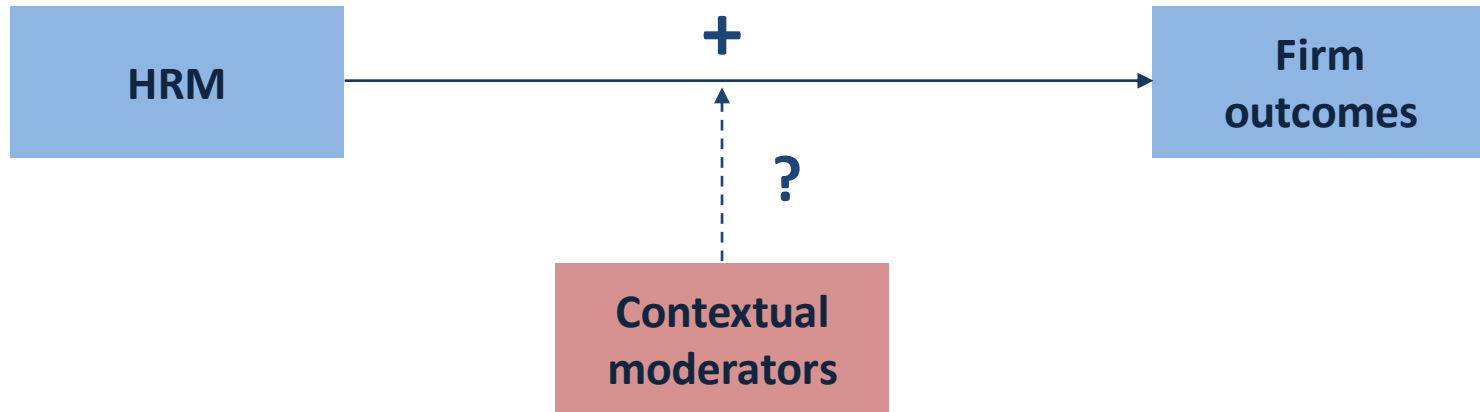 +
HRM
Firm
outcomes
?
Contextual
moderators